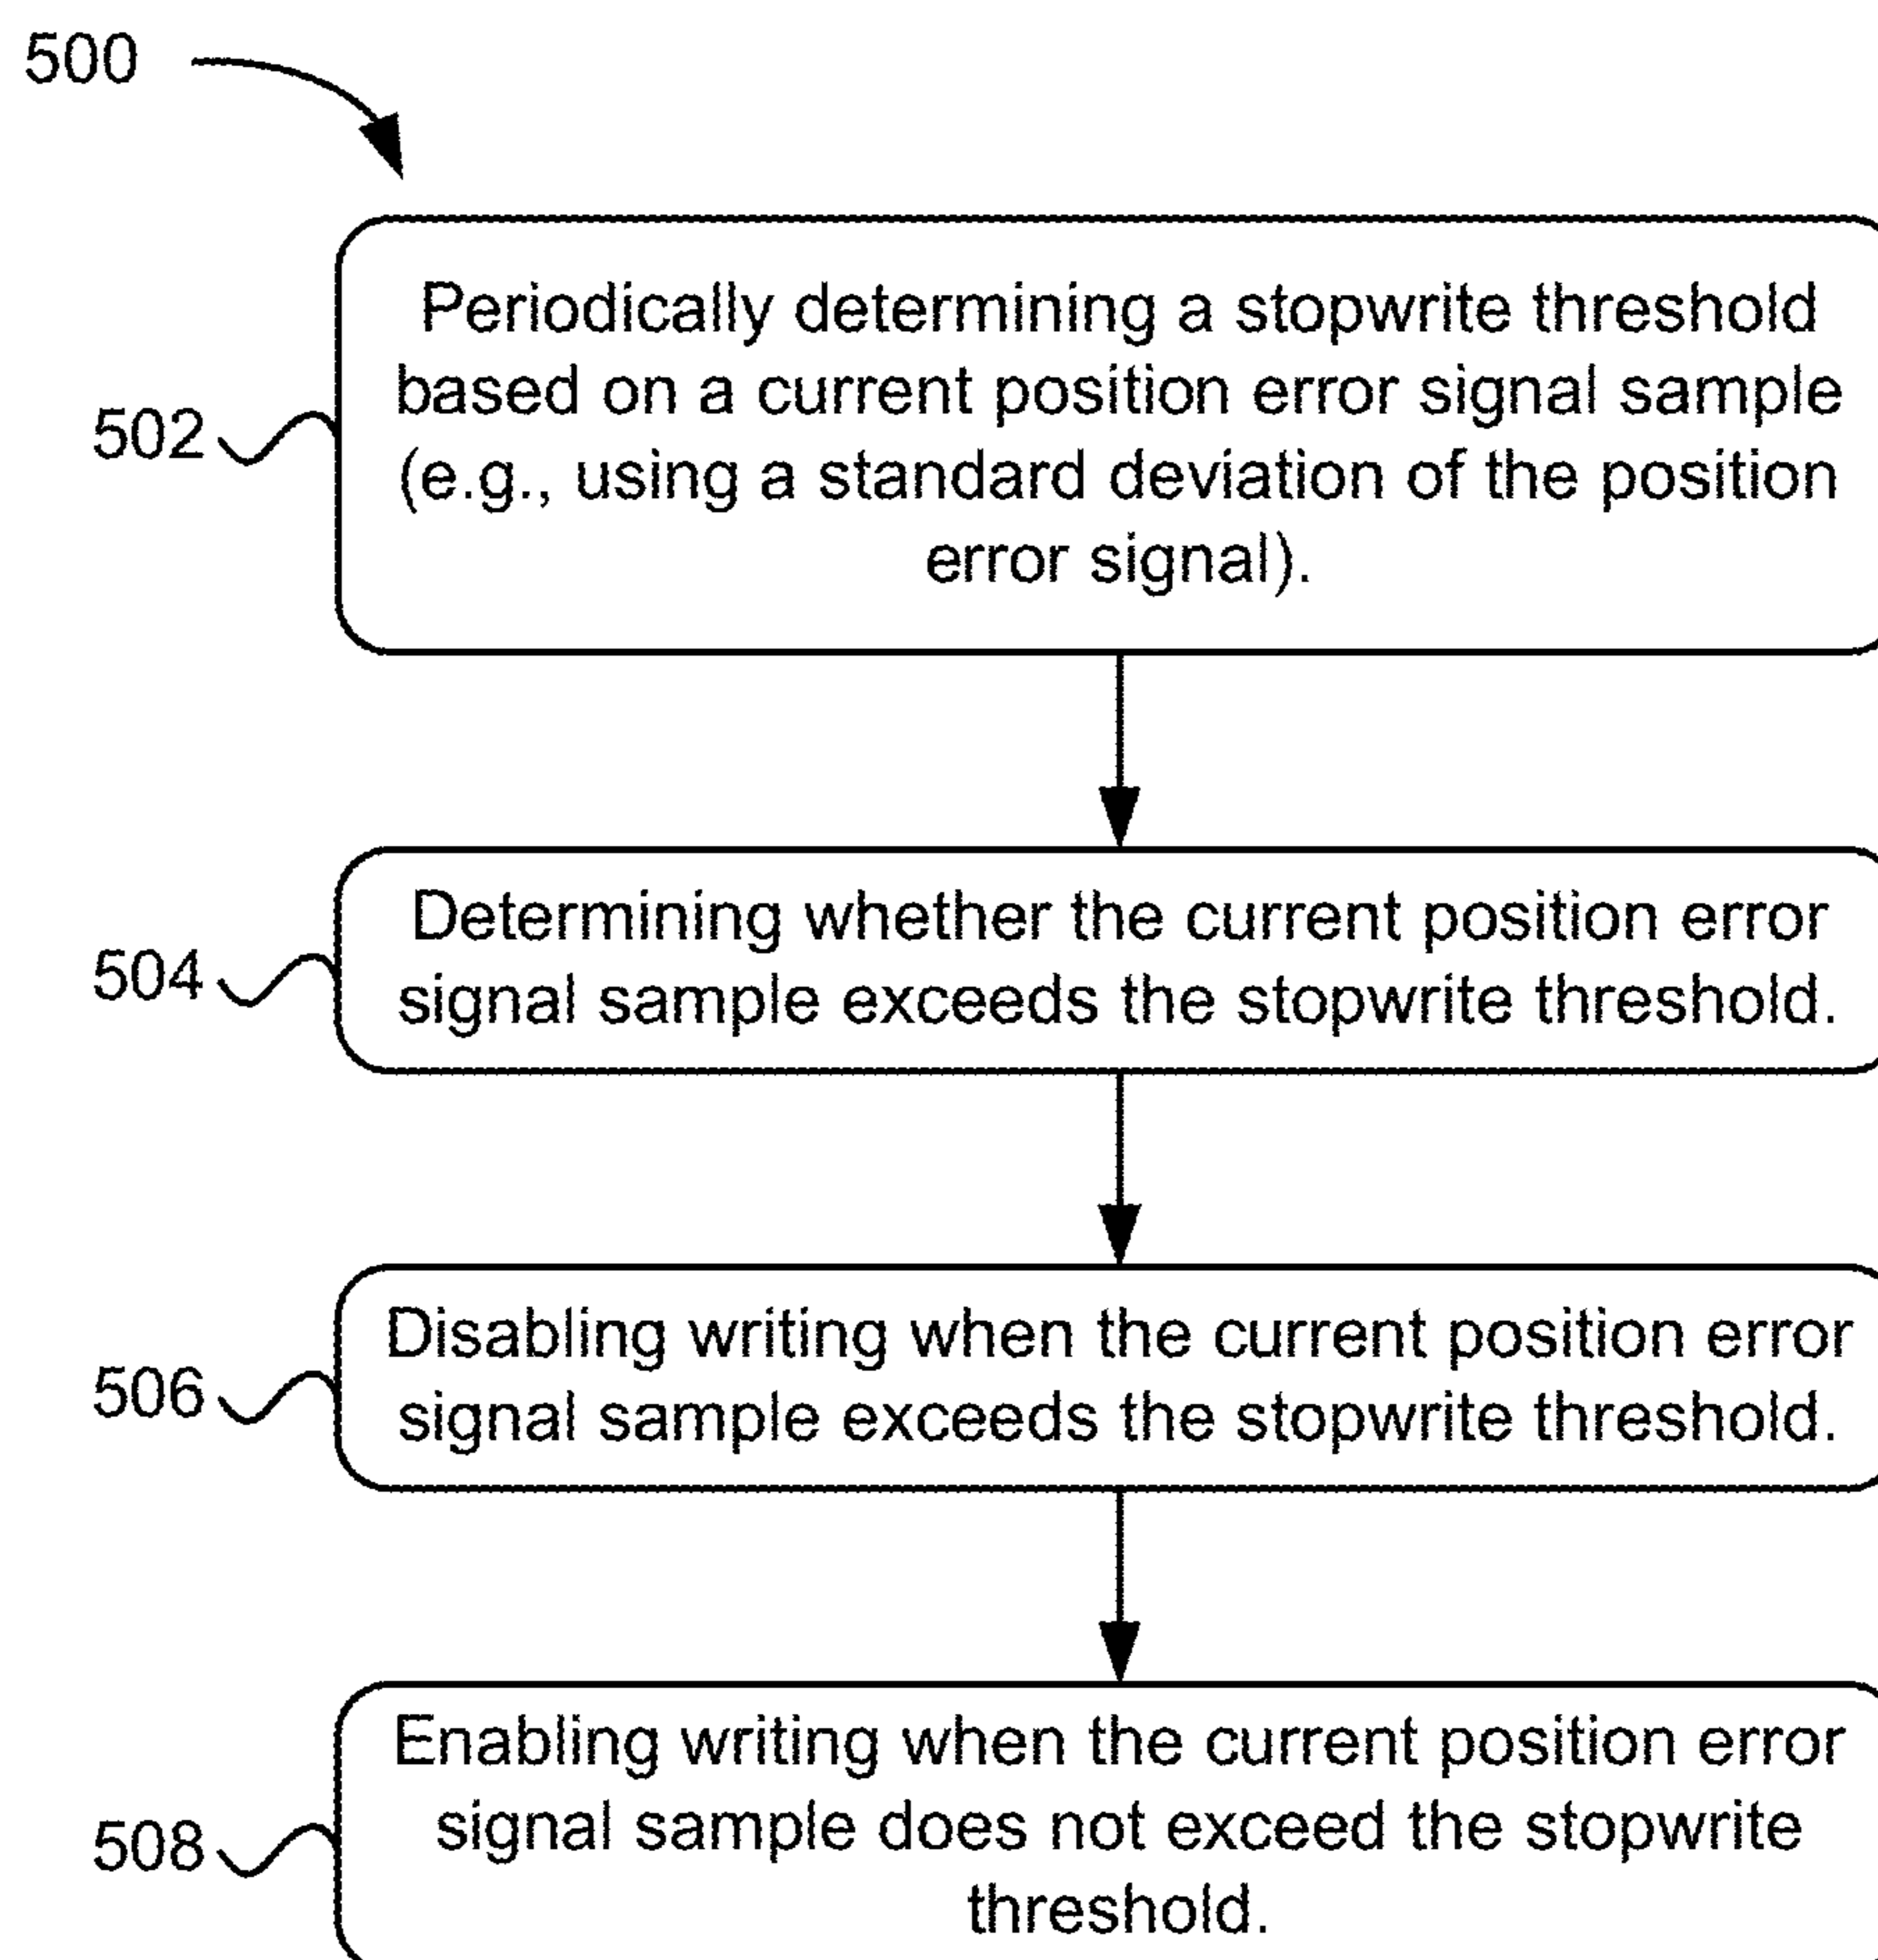 500
Periodically determining a stopwrite threshold
based on a current position error signal sample
(e.g., using a standard deviation of the position
error signal).
502
Determining whether the current position error
signal sample exceeds the stopwrite threshold.
504
Disabling writing when the current position error
signal sample exceeds the stopwrite threshold.
506
Enabling writing when the current position error
signal sample does not exceed the stopwrite
threshold.
508